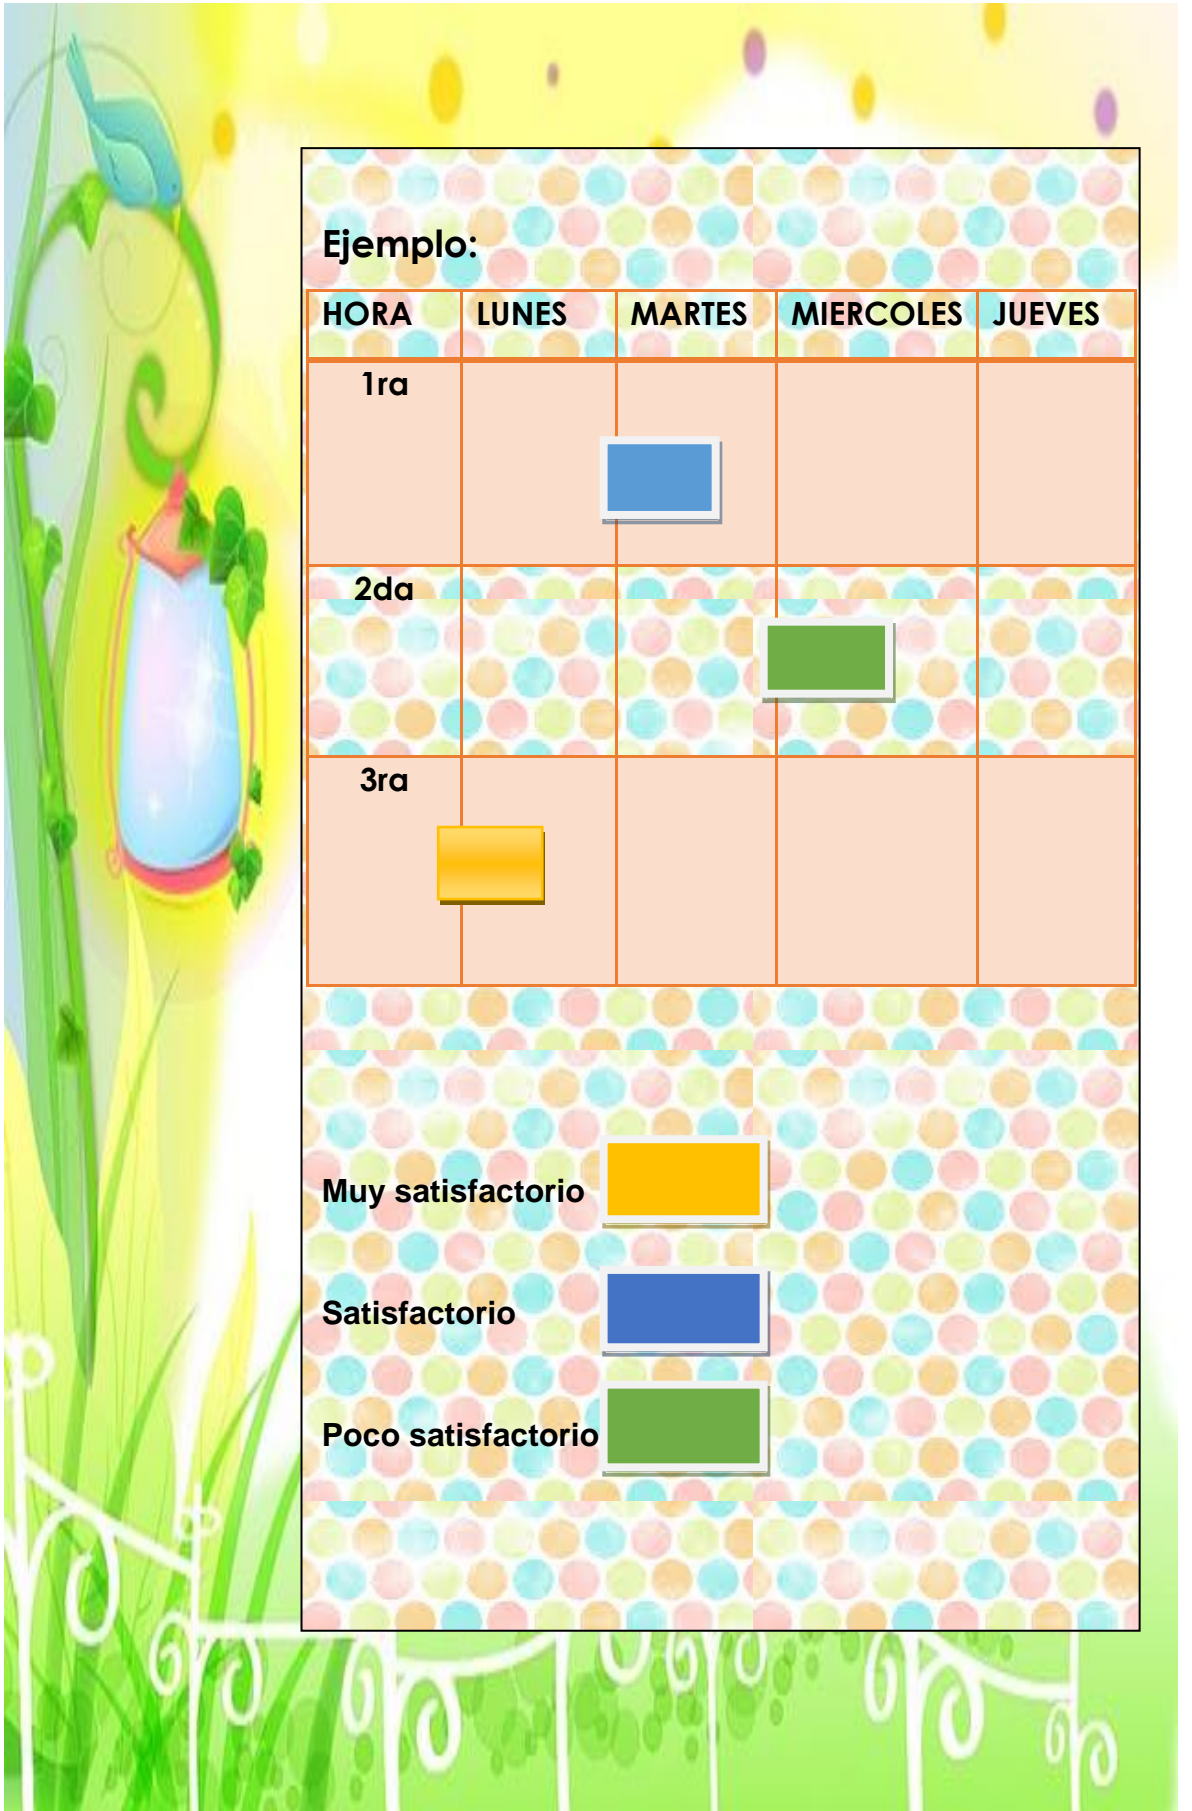 Ejemplo:
HORA LUNES MARTES MIERCOLES JUEVES
1ra
2da
3ra
Muy satisfactorio
Satisfactorio
Poco satisfactorio